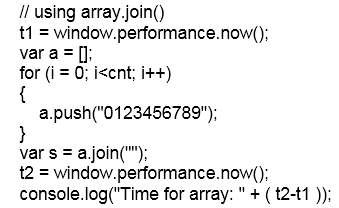 // using array.join()
t1 = window.performance.now();
var a = [];
for (i = 0; i<cnt; i++)
{
a.push("0123456789");
}
var s = a.join("");
t2 = window.performance.now();
console.log("Time for array: " + ( t2-t1 ));